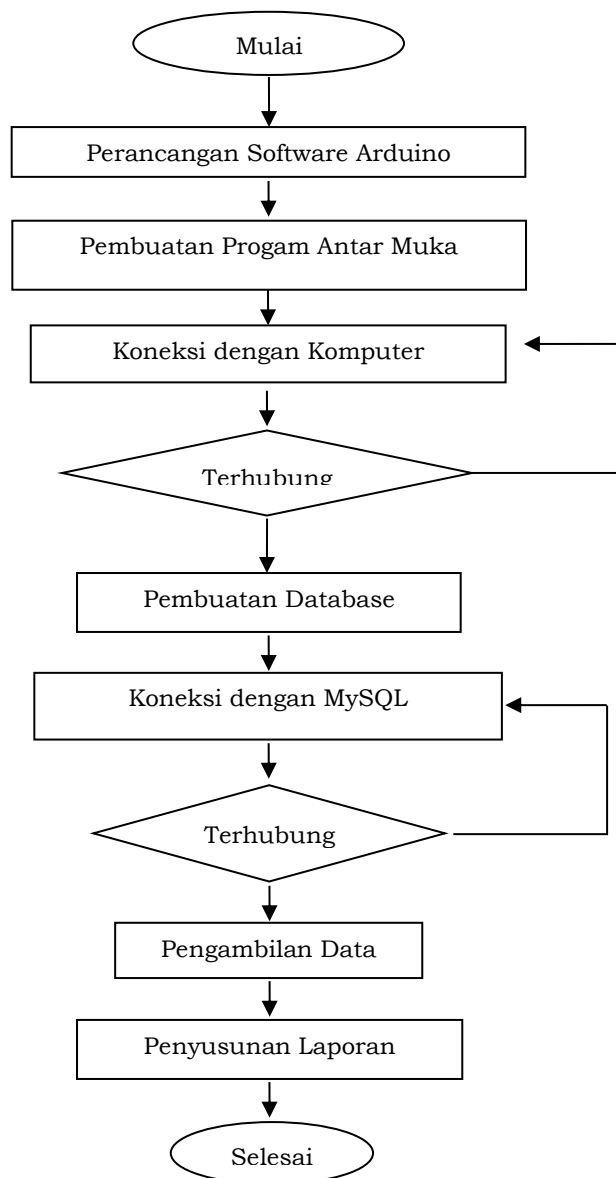 Mulai
Perancangan Software Arduino
Pembuatan Progam Antar Muka
Koneksi dengan Komputer
Terhubung
Pembuatan Database
Koneksi dengan MySQL
Terhubung
Pengambilan Data
Penyusunan Laporan
Selesai